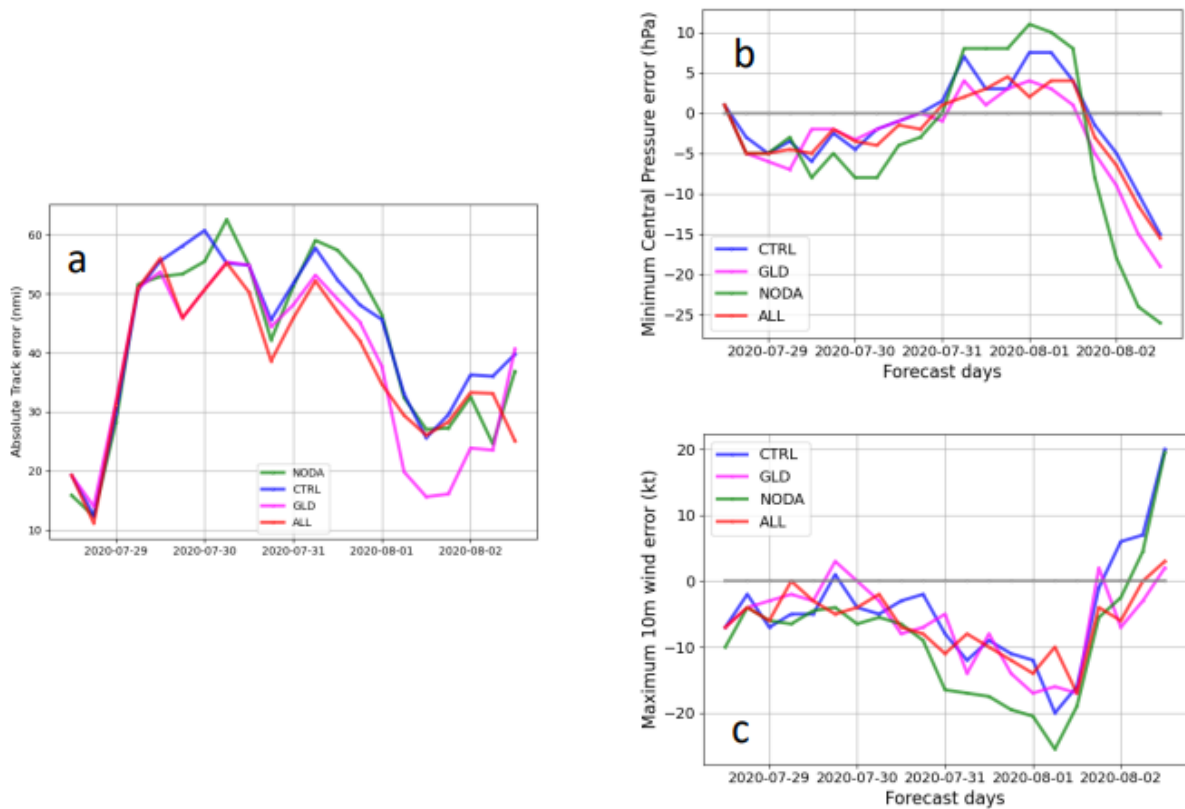 a
Absolute Track error (nmi)
60
50
40
30
20
10
NODA
CTRL
GLD
ALL
2020-07-29 2020-07-30 2020-07-31 2020-08-01 2020-08-02
b
Minimum Central Pressure error (hPa)
10
5
0
−5
−10
−15
−20
−25
CTRL
GLD
NODA
ALL
2020-07-29 2020-07-30 2020-07-31 2020-08-01 2020-08-02
Forecast days
Maximum 10m wind error (kt)
20
10
0
−10
−20
CTRL
GLD
NODA
ALL
c
2020-07-29 2020-07-30 2020-07-31 2020-08-01 2020-08-02
Forecast days